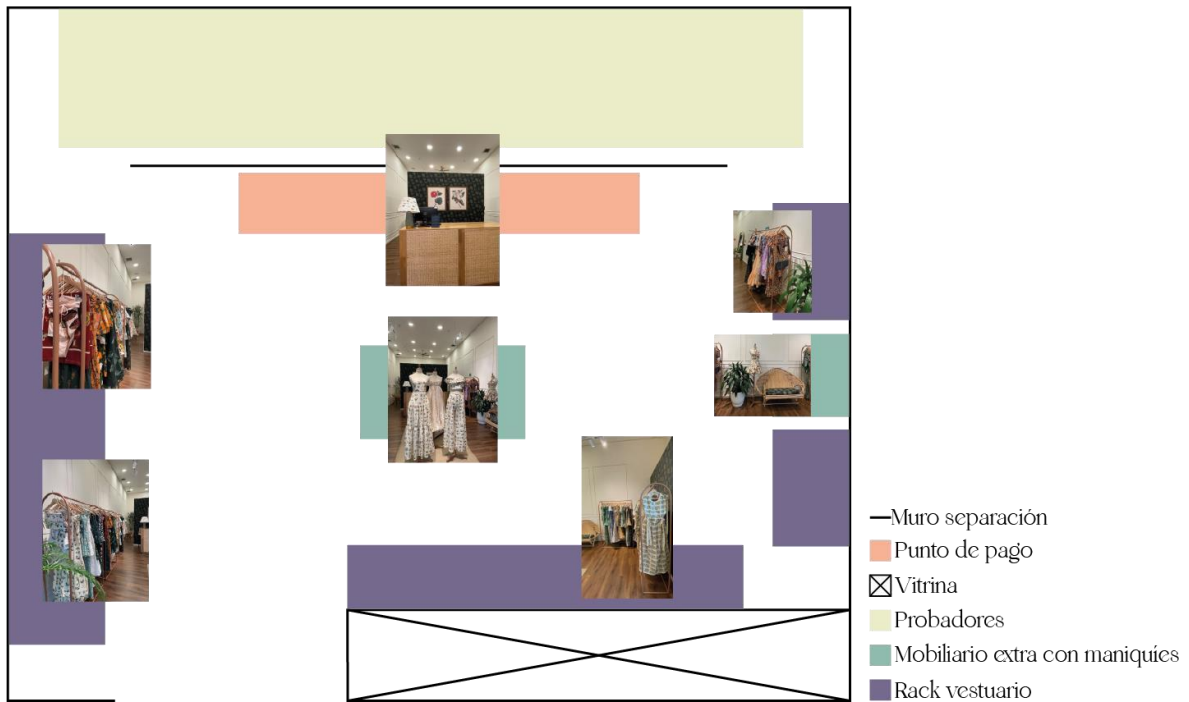 Muro separación
Punto de pago
Vitrina
Probadores
Mobiliario extra con maniquíes
Rack vestuario